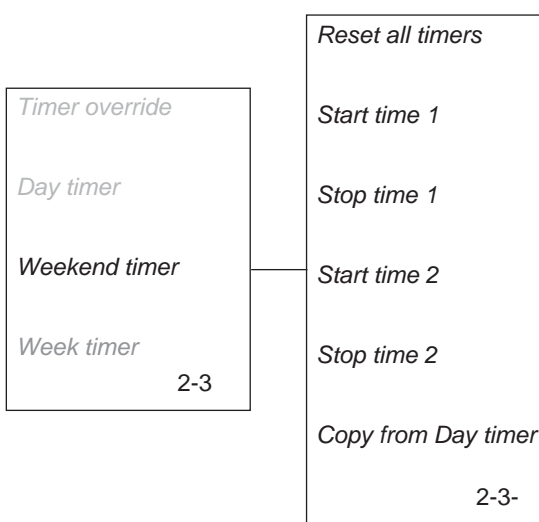 Timer override
Day timer
Weekend timer
Week timer
2-3
Reset all timers
Start time 1
Stop time 1
Start time 2
Stop time 2
Copy from Day timer
2-3-